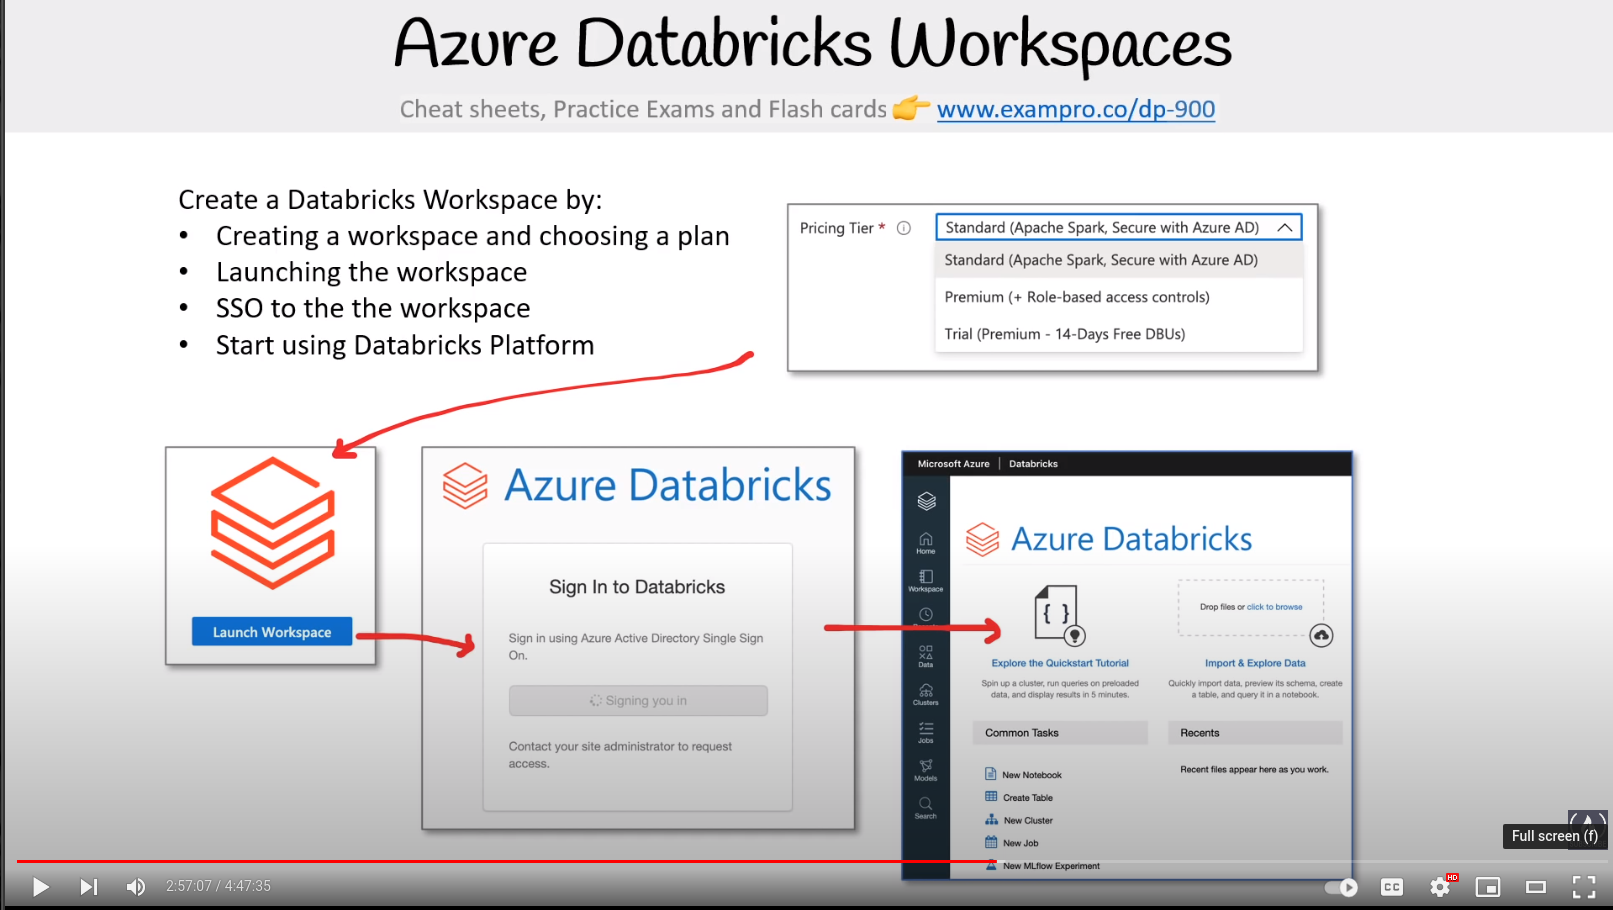 Azure Databricks Workspaces
Cheat sheets, Practice Exams and Flash cards 👉 www.exampro.co/dp-900
Create a Databricks Workspace by:
• Creating a workspace and choosing a plan
• Launching the workspace
• SSO to the the workspace
• Start using Databricks Platform
Pricing Tier *
Standard (Apache Spark, Secure with Azure AD)
Standard (Apache Spark, Secure with Azure AD)
Premium (+ Role-based access controls)
Trial (Premium - 14-Days Free DBUs)
Launch Workspace
Azure Databricks
Sign In to Databricks
Sign in using Azure Active Directory Single Sign
On.
Signing you in
Contact your site administrator to request
access.
Microsoft Azure | Databricks
Home
Workspace
Data
Clusters
Jobs
Models
Search
Azure Databricks
Explore the Quickstart Tutorial
Spin up a cluster, run queries on preloaded
data, and display results in 5 minutes.
Drop files or click to browse
Import & Explore Data
Quickly import data, preview its schema, create
a table, and query it in a notebook.
Common Tasks
New Notebook
Create Table
New Cluster
New Job
New MLflow Experiment
Recents
Recent files appear here as you work.
Full screen (f)
2:57:07 / 4:47:35
CC
HD